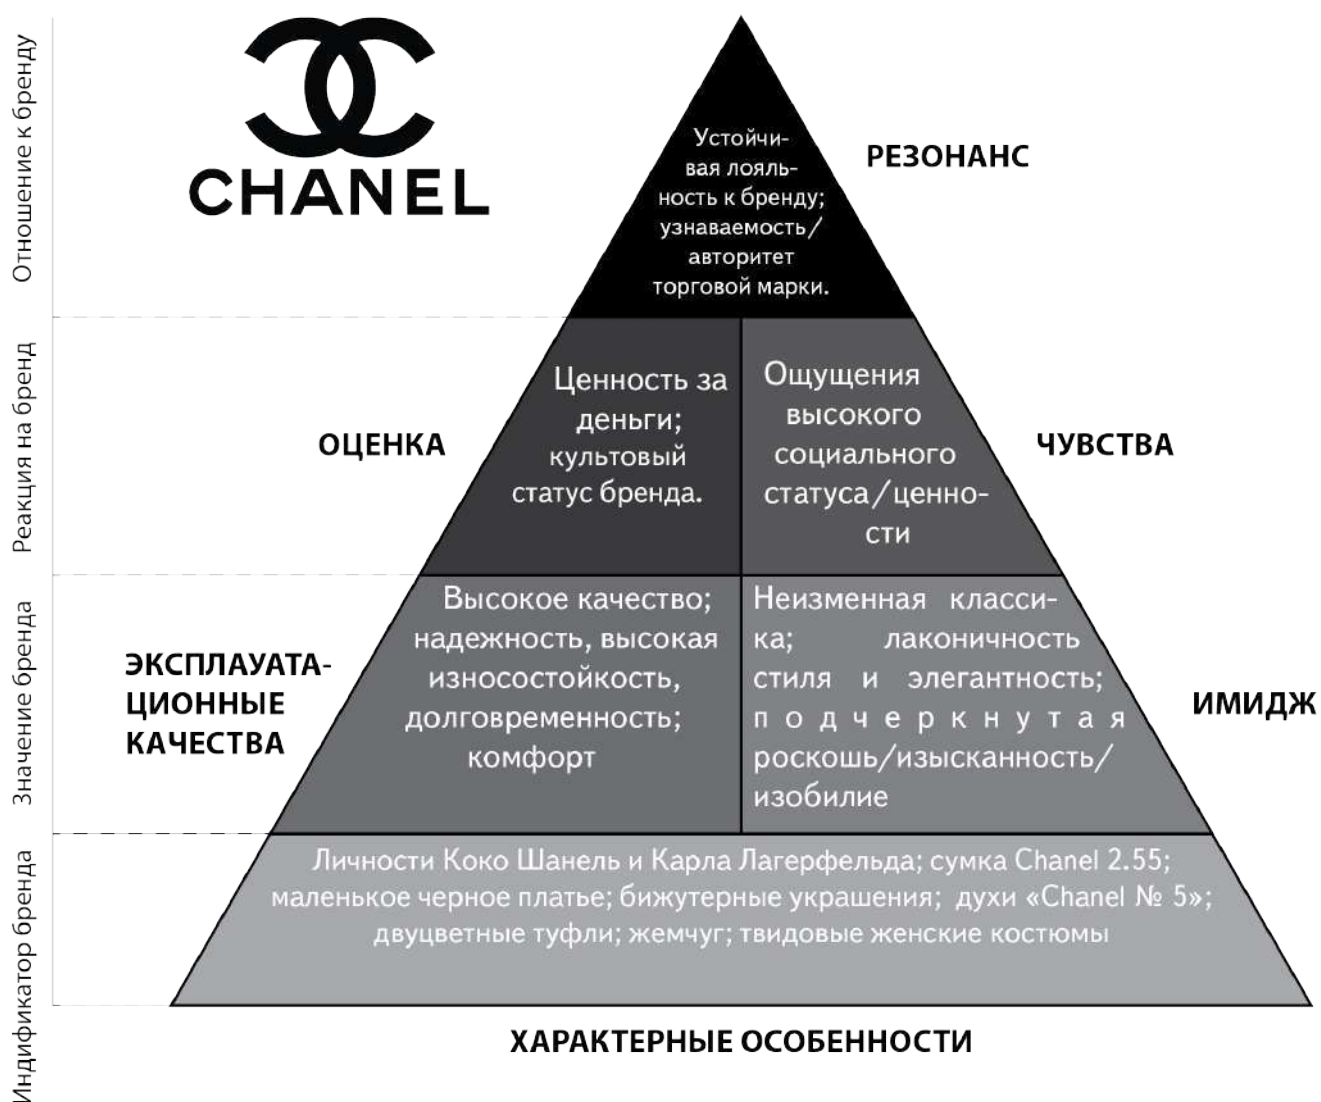 CHANEL
Отношение к бренду
Устойчи-
вая лояль-
ность к бренду;
узнаваемость/
авторитет
торговой марки.
РЕЗОНАНС
Реакция на бренд
ОЦЕНКА
Ценность за
деньги;
культовый
статус бренда.
Ощущения
высокого
социального
статуса/ценно-
сти
ЧУВСТВА
Значение бренда
ЭКСПЛАУАТА-
ЦИОННЫЕ
КАЧЕСТВА
Высокое качество;
надежность, высокая
износостойкость,
долговременность;
комфорт
Неизменная класси-
ка; лаконичность
стиля и элегантность;
подчеркнутая
роскошь/изысканность/
изобилие
ИМИДЖ
Индификатор бренда
Личности Коко Шанель и Карла Лагерфельда; сумка Chanel 2.55;
маленькое черное платье; бижутерные украшения; духи «Chanel № 5»;
двуцветные туфли; жемчуг; твидовые женские костюмы
ХАРАКТЕРНЫЕ ОСОБЕННОСТИ